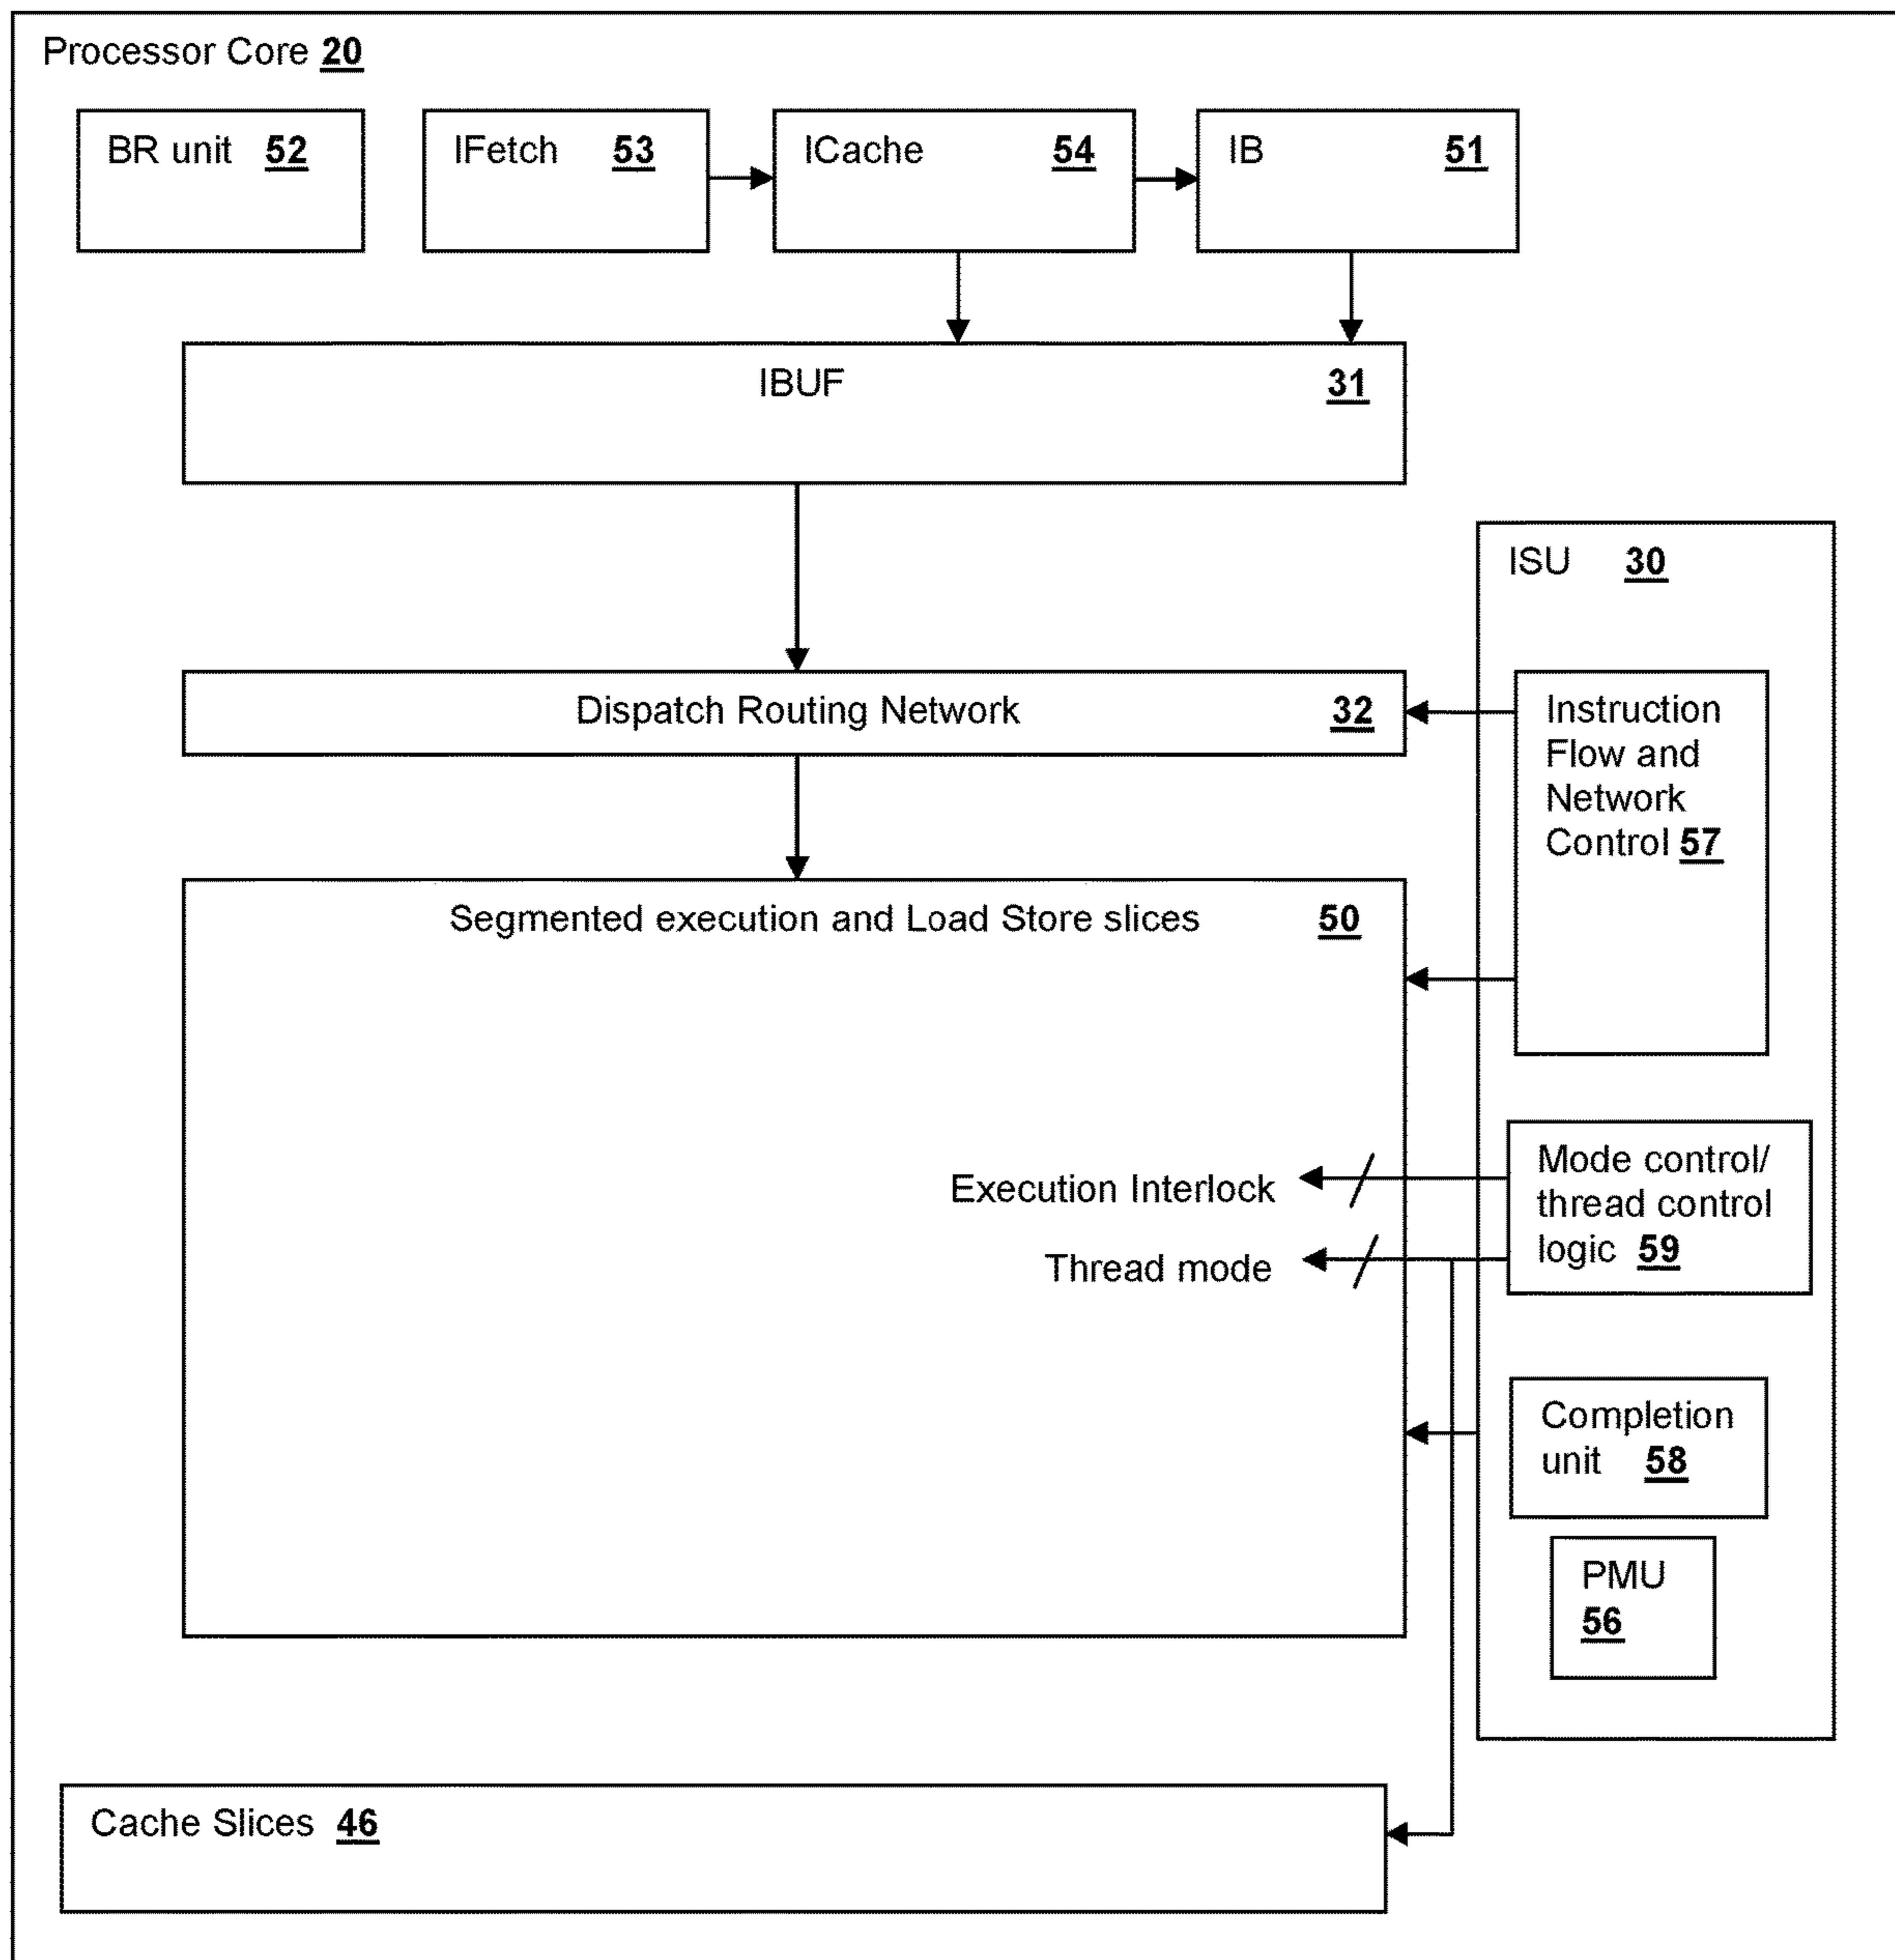 Processor Core 20
BR unit 52
IFetch 53
ICache 54
IB 51
IBUF 31
ISU 30
Dispatch Routing Network 32
Instruction
Flow and
Network
Control 57
Segmented execution and Load Store slices 50
Execution Interlock
Thread mode
Mode control/
thread control
logic 59
Completion
unit 58
PMU
56
Cache Slices 46